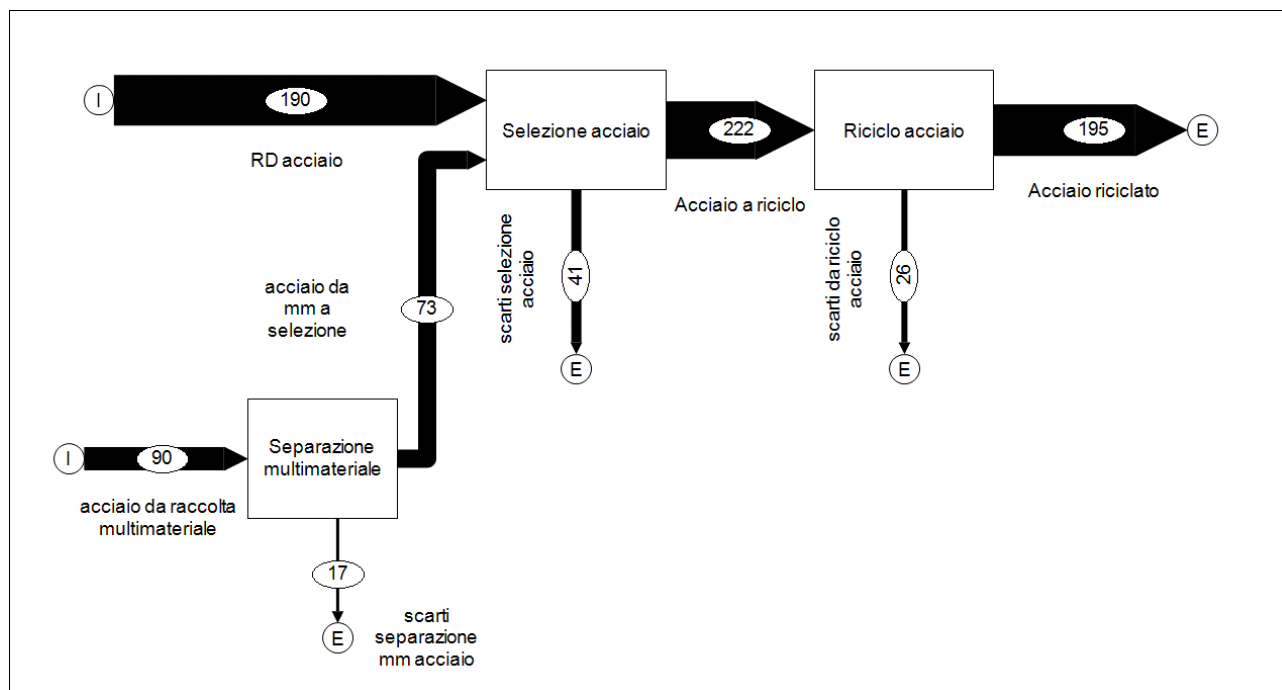 I
190
RD acciaio
Selezione acciaio
222
Acciaio a riciclo
Riciclo acciaio
195
Acciaio riciclato
E
scarti selezione
acciaio
41
E
scarti da riciclo
acciaio
26
E
acciaio da
mm a
selezione
73
I
90
acciaio da raccolta
multimateriale
Separazione
multimateriale
17
E
scarti
separazione
mm acciaio